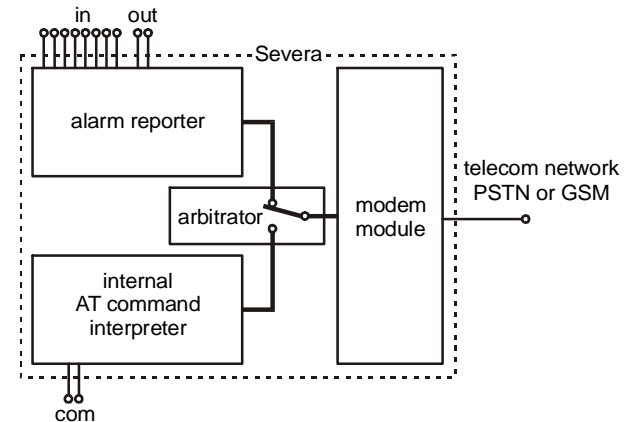 in out
Severa
alarm reporter
telecom network
PSTN or GSM
arbitrator
modem
module
internal
AT command
interpreter
com